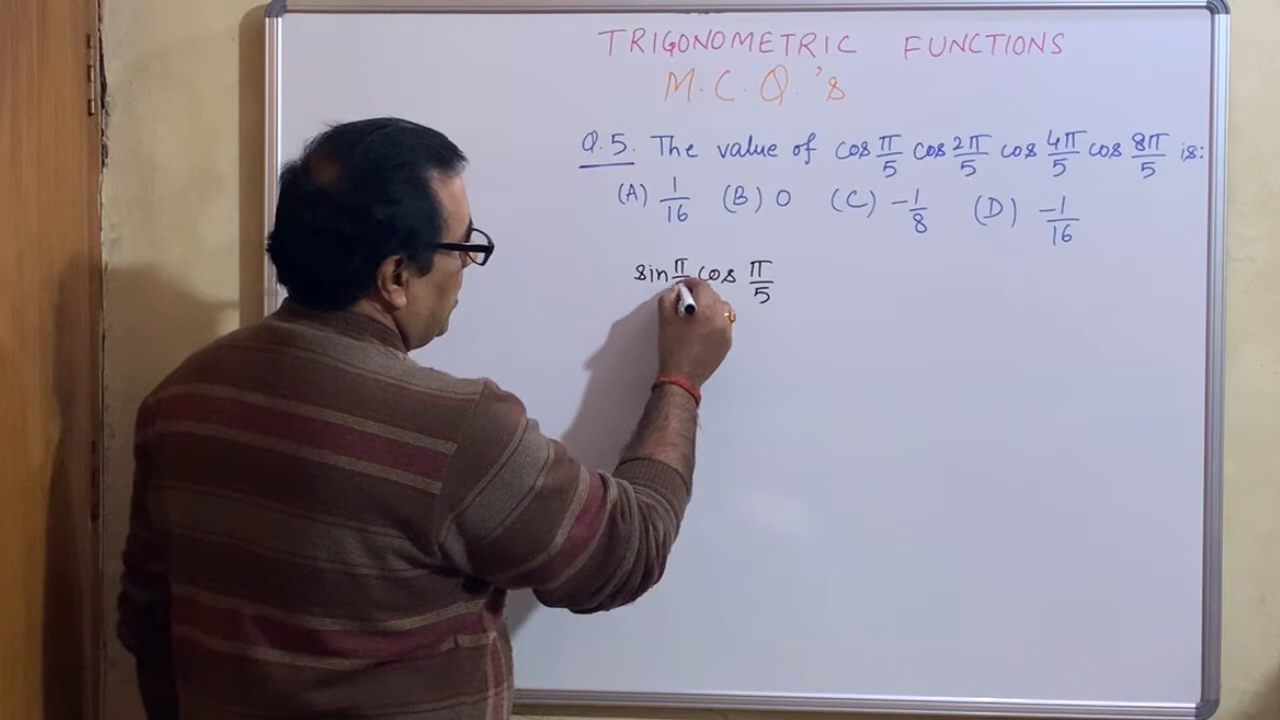 TRIGONOMETRIC FUNCTIONS
M.C.Q.'s
Q.5. The value of cos π/5 cos 2π/5 cos 4π/5 cos 8π/5 is:
(A) 1/16 (B) 0 (C) -1/8 (D) -1/16
sin π cos π/5